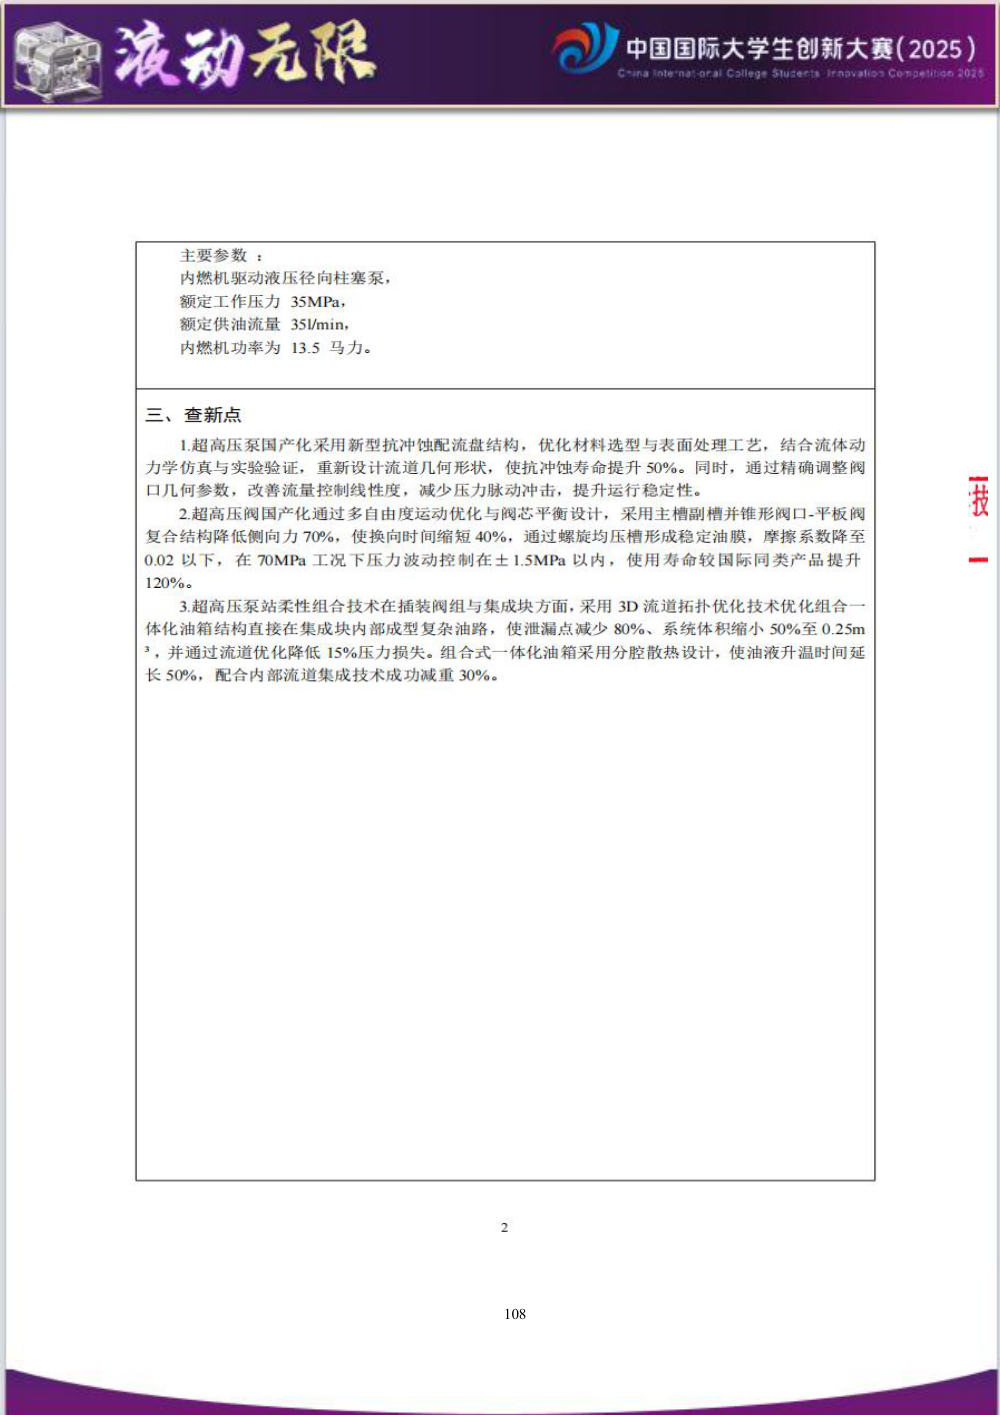 液动无限
中国国际大学生创新大赛(2025)
China International College Students' Innovation Competition 2025
主要参数 ：
内燃机驱动液压径向柱塞泵，
额定工作压力 35MPa，
额定供油流量 35l/min，
内燃机功率为 13.5 马力。
三、查新点
1.超高压泵国产化采用新型抗冲蚀配流盘结构，优化材料选型与表面处理工艺，结合流体动
力学仿真与实验验证，重新设计流道几何形状，使抗冲蚀寿命提升 50%。同时，通过精确调整阀
口几何参数，改善流量控制线性度，减少压力脉动冲击，提升运行稳定性。
2.超高压阀国产化通过多自由度运动优化与阀芯平衡设计，采用主槽副槽并锥形阀口-平板阀
复合结构降低侧向力 70%，使换向时间缩短 40%，通过螺旋均压槽形成稳定油膜，摩擦系数降至
0.02 以下，在 70MPa 工况下压力波动控制在±1.5MPa 以内，使用寿命较国际同类产品提升
120%。
3.超高压泵站柔性组合技术在插装阀组与集成块方面，采用 3D 流道拓扑优化技术优化组合一
体化油箱结构直接在集成块内部成型复杂油路，使泄漏点减少 80%、系统体积缩小 50%至 0.25m
³，并通过流道优化降低 15%压力损失。组合式一体化油箱采用分腔散热设计，使油液升温时间延
长 50%，配合内部流道集成技术成功减重 30%。
技
2
108